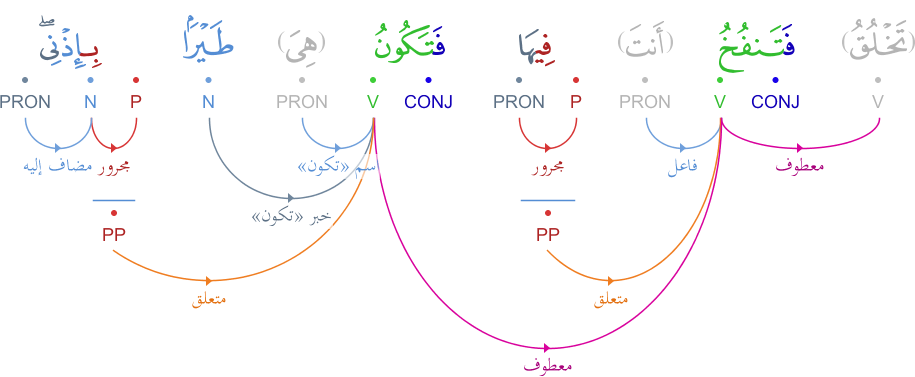 (تَخْلُقُ) فَتَنفُخُ (أَنتَ) فِيهَا فَتَكُونُ (هِيَ) طَيْرًۢا بِإِذْنِىۖ
V CONJ V PRON P PRON CONJ V PRON N P N PRON
معطوف فاعل مجرور اسم «تكون» مجرور مضاف إليه
خبر «تكون»
PP PP
متعلق متعلق
معطوف